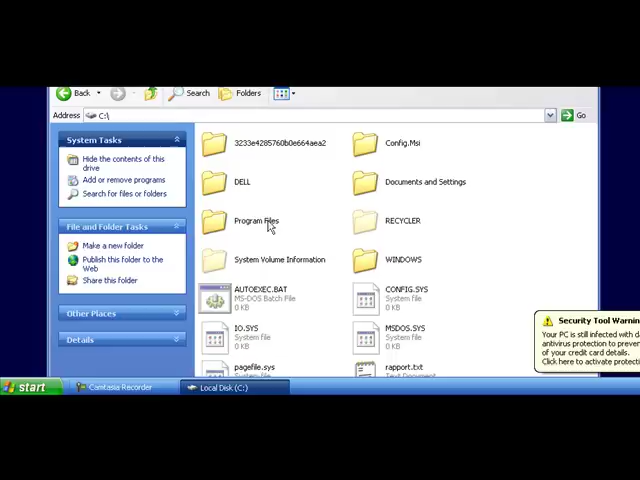 Back
Search
Folders
Address
C:\
Go
System Tasks
Hide the contents of this
drive
Add or remove programs
Search for files or folders
File and Folder Tasks
Make a new folder
Publish this folder to the
Web
Share this folder
Other Places
Details
3233e4285760b0e664aea2
Config.Msi
DELL
Documents and Settings
Program Files
RECYCLER
System Volume Information
WINDOWS
AUTOEXEC.BAT
MS-DOS Batch File
0 KB
CONFIG.SYS
System file
0 KB
IO.SYS
System file
0 KB
MSDOS.SYS
System file
0 KB
pagefile.sys
System file
rapport.txt
Text Document
Security Tool Warnin
Your PC is still infected with d
antivirus protection to preven
of your credit card details.
Click here to activate protecti
start
Camtasia Recorder
Local Disk (C:)